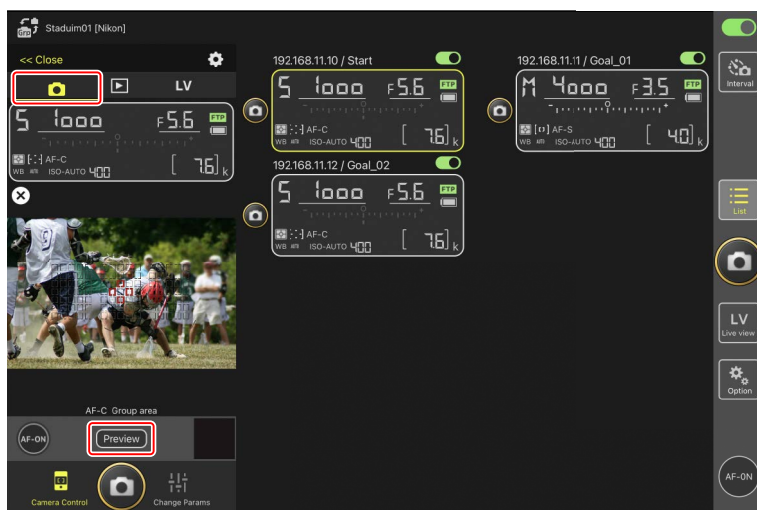 Grp Staduim01 [Nikon]
<< Close
LV
S 1000 F5.6 FTP
AF-C
WB ISO-AUTO 400 [ 7.6] k
AF-C Group area
AF-ON Preview
Camera Control Change Params
192.168.11.10 / Start
S 1000 F5.6 FTP
AF-C
WB ISO-AUTO 400 [ 7.6] k
192.168.11.11 / Goal_01
M 4000 F3.5 FTP
AF-S
WB ISO-AUTO 400 [ 4.0] k
192.168.11.12 / Goal_02
S 1000 F5.6 FTP
AF-C
WB ISO-AUTO 400 [ 7.6] k
Interval
List
LV
Live view
Option
AF-ON